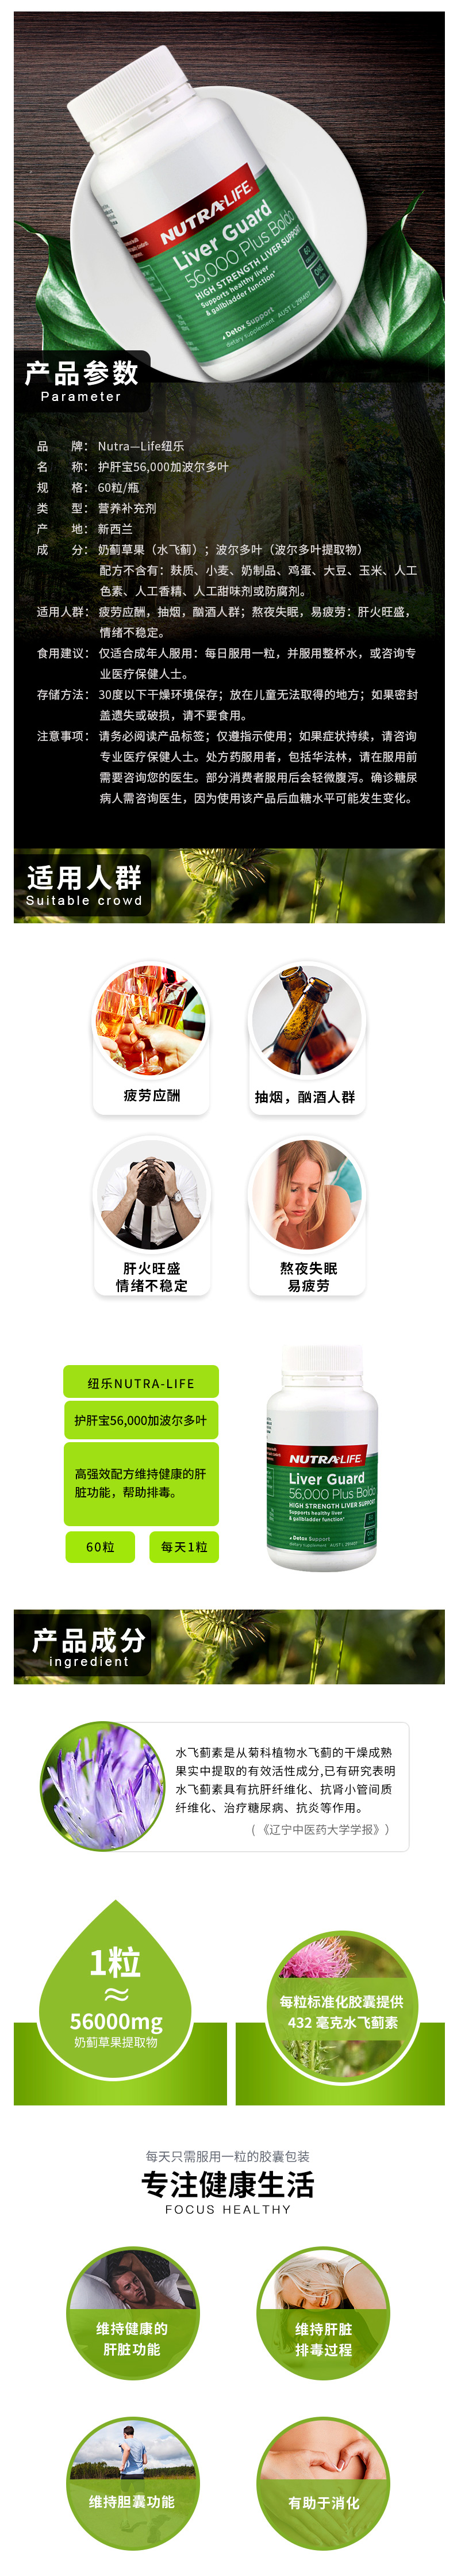 NUTRA-LIFE
Liver Guard
56,000 Plus Boldo
HIGH STRENGTH LIVER SUPPORT
Supports healthy liver
& gallbladder function
Detox Support
dietary supplement AUST L 291407
产品参数
Parameter
品 牌： Nutra—Life纽乐
名 称： 护肝宝56,000加波尔多叶
规 格： 60粒/瓶
类 型： 营养补充剂
产 地： 新西兰
成 分： 奶蓟草果（水飞蓟）；波尔多叶（波尔多叶提取物）
配方不含有：麸质、小麦、奶制品、鸡蛋、大豆、玉米、人工
色素、人工香精、人工甜味剂或防腐剂。
适用人群： 疲劳应酬，抽烟，酗酒人群；熬夜失眠，易疲劳：肝火旺盛，
情绪不稳定。
食用建议： 仅适合成年人服用：每日服用一粒，并服用整杯水，或咨询专
业医疗保健人士。
存储方法： 30度以下干燥环境保存；放在儿童无法取得的地方；如果密封
盖遗失或破损，请不要食用。
注意事项： 请务必阅读产品标签；仅遵指示使用；如果症状持续，请咨询
专业医疗保健人士。处方药服用者，包括华法林，请在服用前
需要咨询您的医生。部分消费者服用后会轻微腹泻。确诊糖尿
病人需咨询医生，因为使用该产品后血糖水平可能发生变化。
适用人群
Suitable crowd
疲劳应酬
抽烟，酗酒人群
肝火旺盛
情绪不稳定
熬夜失眠
易疲劳
纽乐NUTRA-LIFE
护肝宝56,000加波尔多叶
高强效配方维持健康的肝
脏功能，帮助排毒。
60粒
每天1粒
NUTRA-LIFE
Liver Guard
56,000 Plus Boldo
HIGH STRENGTH LIVER SUPPORT
Supports healthy liver
& gallbladder function
Detox Support
dietary supplement AUST L 291407
产品成分
ingredient
水飞蓟素是从菊科植物水飞蓟的干燥成熟
果实中提取的有效活性成分,已有研究表明
水飞蓟素具有抗肝纤维化、抗肾小管间质
纤维化、治疗糖尿病、抗炎等作用。
(《辽宁中医药大学学报》）
1粒
≈
56000mg
奶蓟草果提取物
每粒标准化胶囊提供
432 毫克水飞蓟素
每天只需服用一粒的胶囊包装
专注健康生活
FOCUS HEALTHY
维持健康的
肝脏功能
维持肝脏
排毒过程
维持胆囊功能
有助于消化